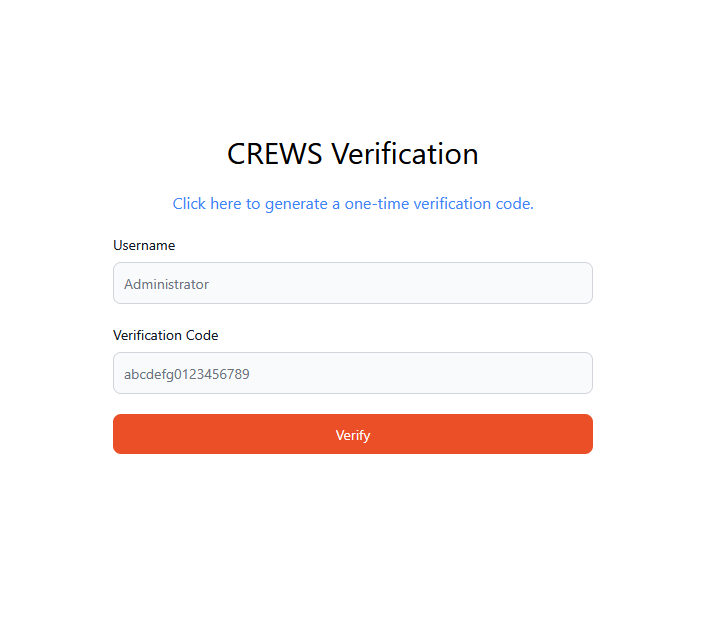 CREWS Verification
Click here to generate a one-time verification code.
Username
Administrator
Verification Code
abcdefg0123456789
Verify